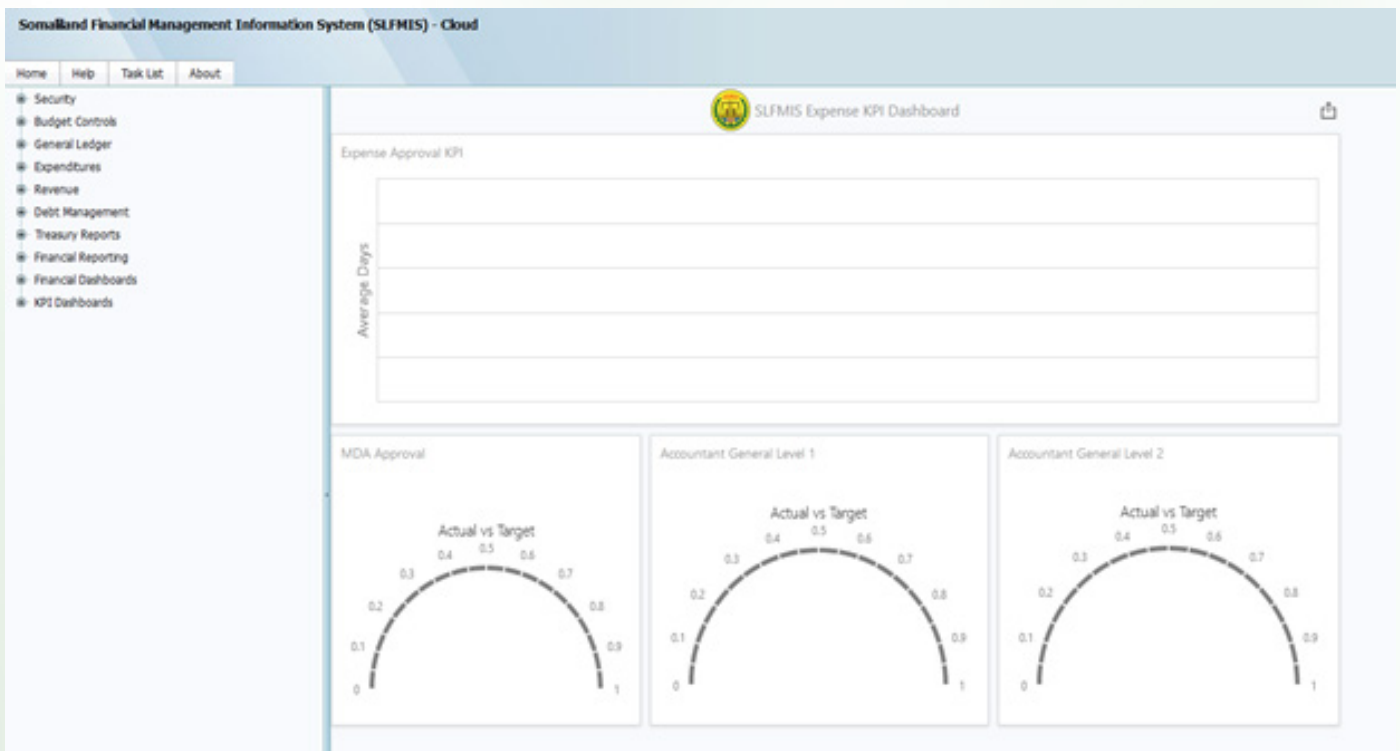 Somaliland Financial Management Information System (SLFMIS) - Cloud
Home Help Task List About
Security
Budget Controls
General Ledger
Expenditures
Revenue
Debt Management
Treasury Reports
Financial Reporting
Financial Dashboards
KPI Dashboards
SLFMIS Expense KPI Dashboard
Expense Approval KPI
Average Days
MDA Approval
Actual vs Target
0 0.1 0.2 0.3 0.4 0.5 0.6 0.7 0.8 0.9 1
Accountant General Level 1
Actual vs Target
0 0.1 0.2 0.3 0.4 0.5 0.6 0.7 0.8 0.9 1
Accountant General Level 2
Actual vs Target
0 0.1 0.2 0.3 0.4 0.5 0.6 0.7 0.8 0.9 1